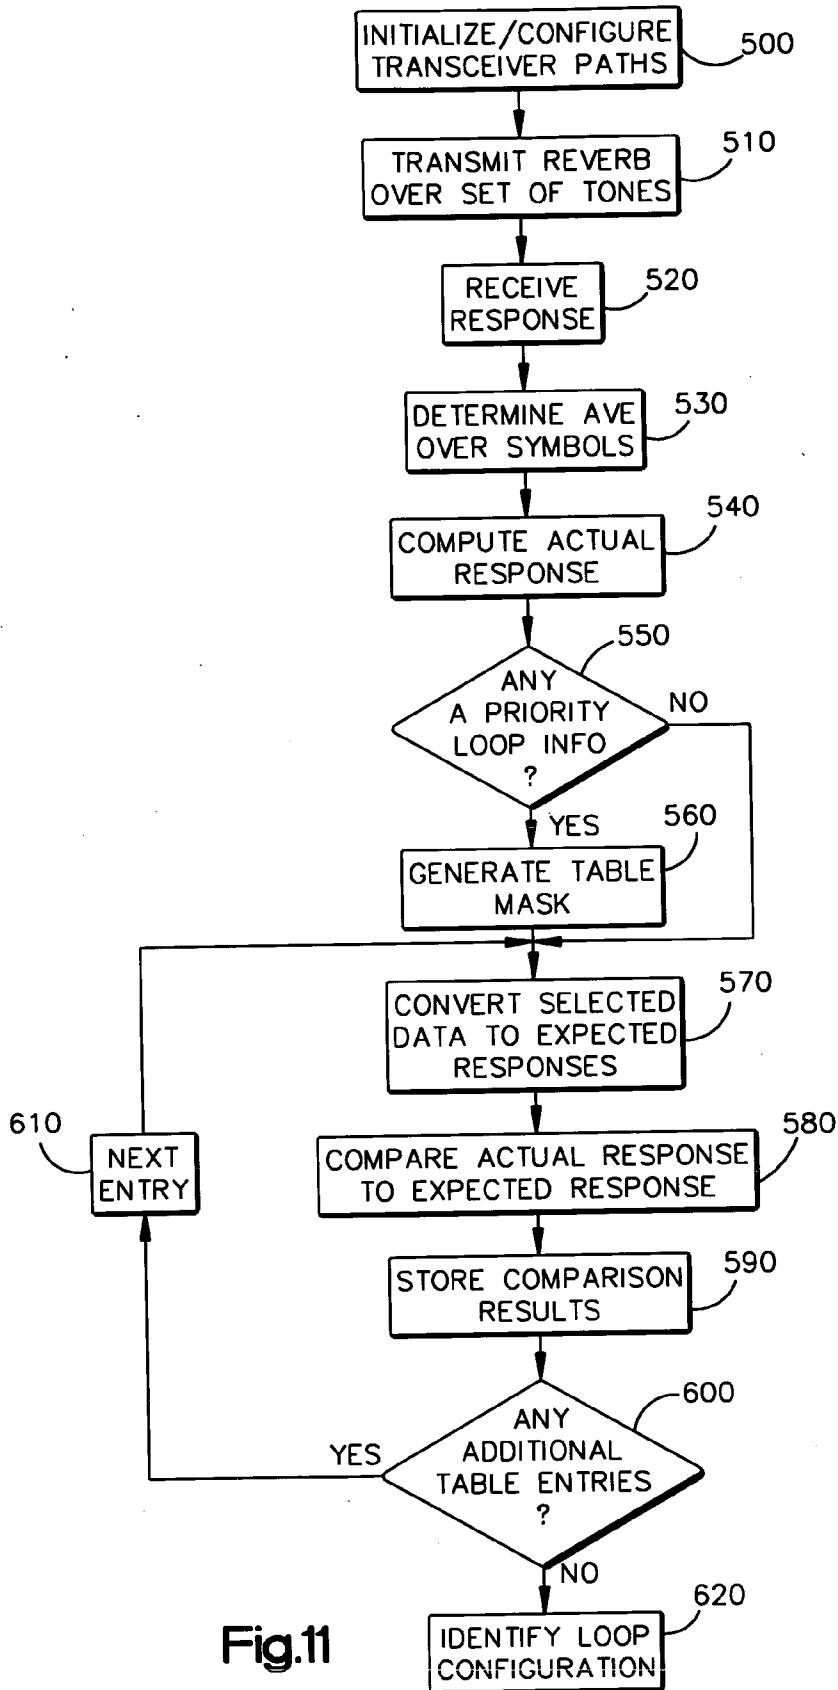 INITIALIZE/CONFIGURE
TRANSCEIVER PATHS
500
TRANSMIT REVERB
OVER SET OF TONES
510
RECEIVE
RESPONSE
520
DETERMINE AVE
OVER SYMBOLS
530
COMPUTE ACTUAL
RESPONSE
540
550
ANY
A PRIORITY
LOOP INFO
?
NO
YES
GENERATE TABLE
MASK
560
CONVERT SELECTED
DATA TO EXPECTED
RESPONSES
570
610
NEXT
ENTRY
COMPARE ACTUAL RESPONSE
TO EXPECTED RESPONSE
580
STORE COMPARISON
RESULTS
590
600
ANY
ADDITIONAL
TABLE ENTRIES
?
YES
NO
IDENTIFY LOOP
CONFIGURATION
620
Fig.11